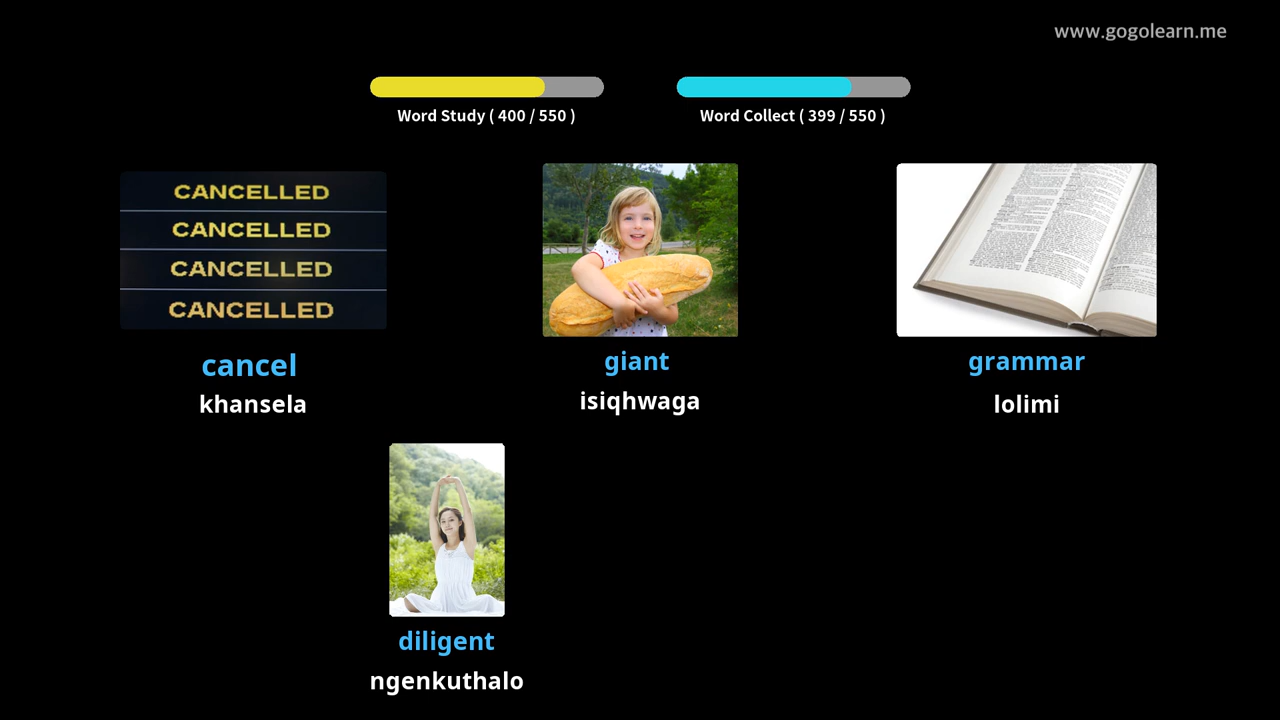 www.gogolearn.me
Word Study ( 400 / 550 )
Word Collect ( 399 / 550 )
CANCELLED
CANCELLED
CANCELLED
CANCELLED
cancel
khansela
giant
isiqhwaga
grammar
lolimi
diligent
ngenkuthalo